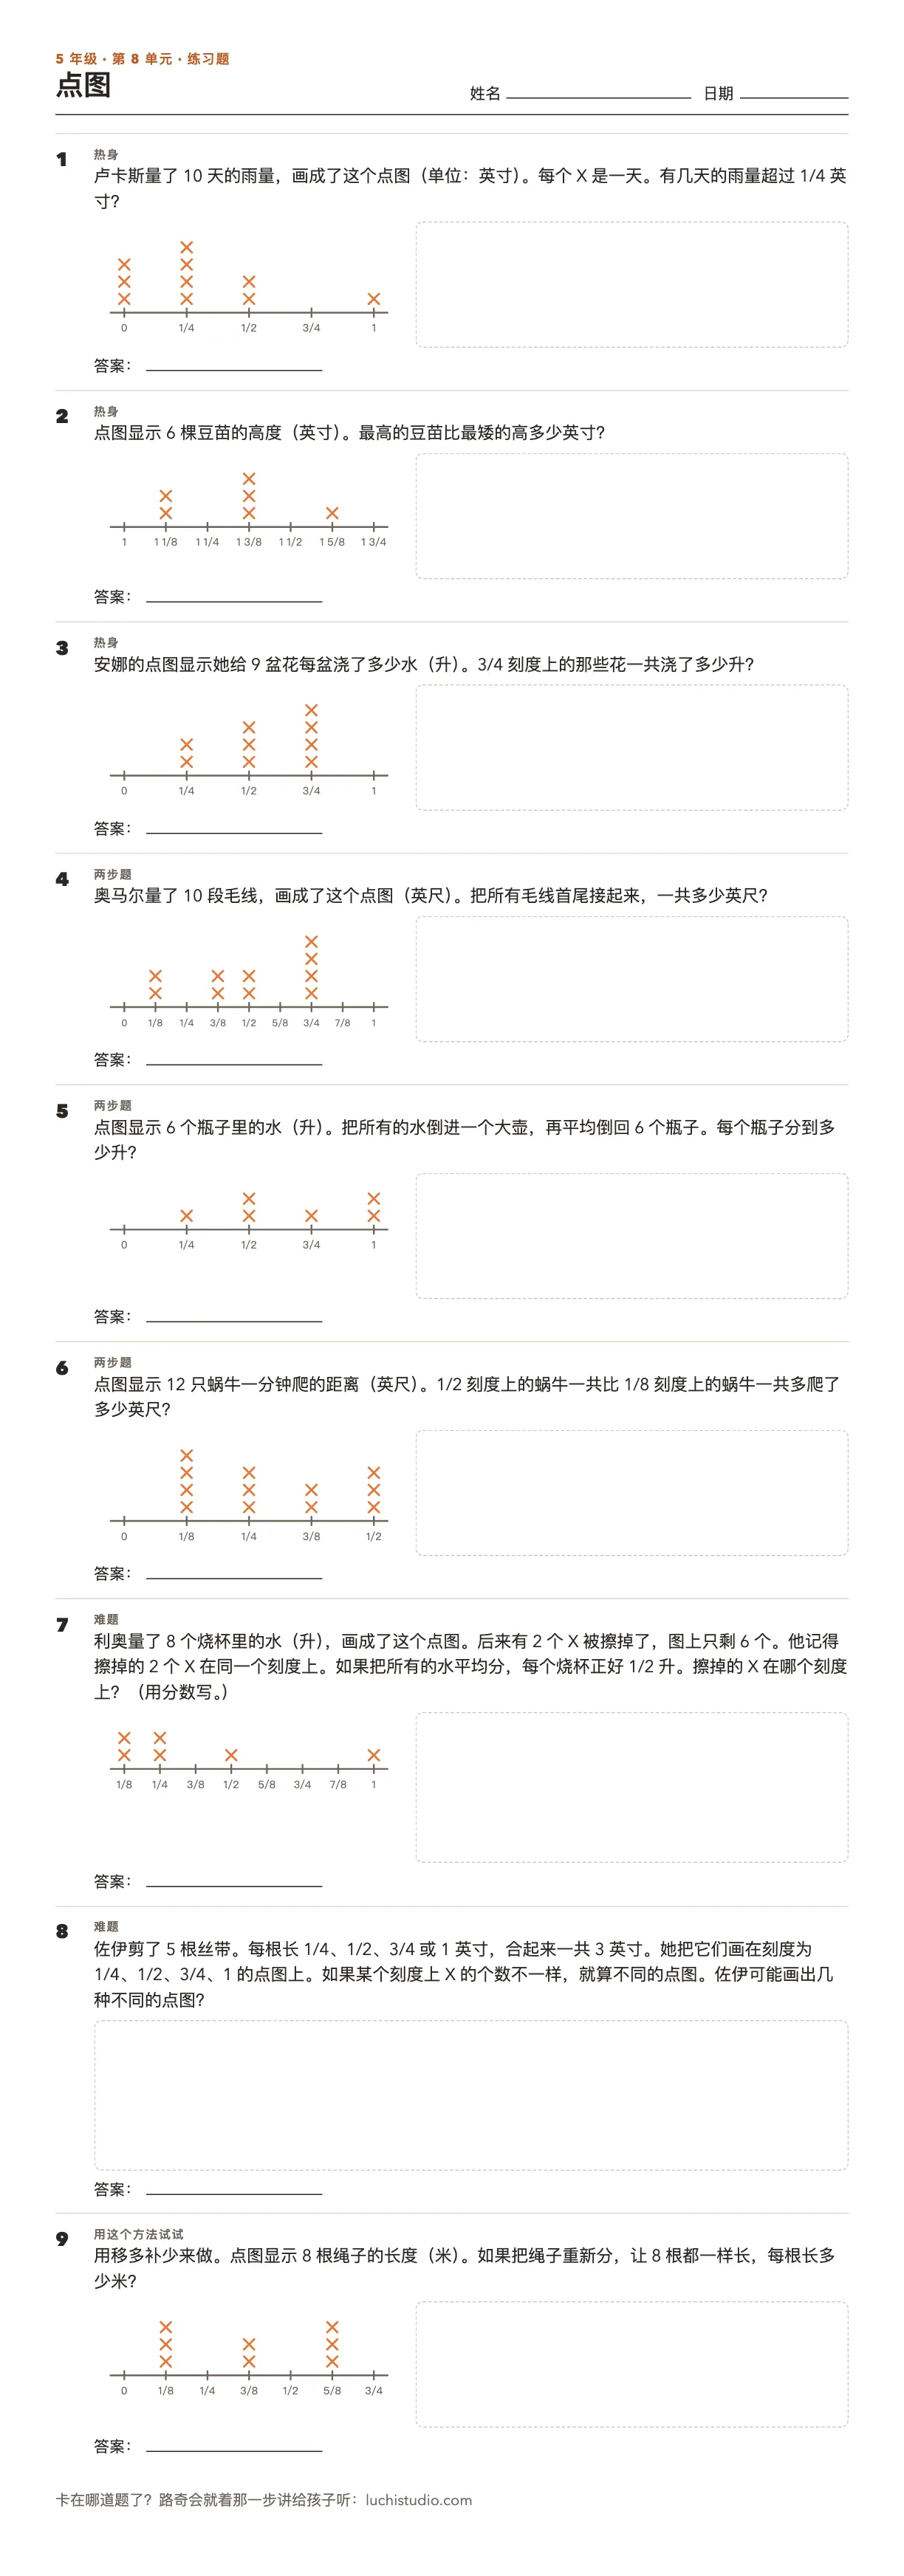 5 年级 · 第 8 单元 · 练习题
点图
姓名
日期
1
热身
卢卡斯量了 10 天的雨量，画成了这个点图（单位：英寸）。每个 X 是一天。有几天的雨量超过 1/4 英
寸？
0 1/4 1/2 3/4 1
答案：
2
热身
点图显示 6 棵豆苗的高度（英寸）。最高的豆苗比最矮的高多少英寸？
1 1 1/8 1 1/4 1 3/8 1 1/2 1 5/8 1 3/4
答案：
3
热身
安娜的点图显示她给 9 盆花每盆浇了多少水（升）。3/4 刻度上的那些花一共浇了多少升？
0 1/4 1/2 3/4 1
答案：
4
两步题
奥马尔量了 10 段毛线，画成了这个点图（英尺）。把所有毛线首尾接起来，一共多少英尺？
0 1/8 1/4 3/8 1/2 5/8 3/4 7/8 1
答案：
5
两步题
点图显示 6 个瓶子里的水（升）。把所有的水倒进一个大壶，再平均倒回 6 个瓶子。每个瓶子分到多
少升？
0 1/4 1/2 3/4 1
答案：
6
两步题
点图显示 12 只蜗牛一分钟爬的距离（英尺）。1/2 刻度上的蜗牛一共比 1/8 刻度上的蜗牛一共多爬了
多少英尺？
0 1/8 1/4 3/8 1/2
答案：
7
难题
利奥量了 8 个烧杯里的水（升），画成了这个点图。后来有 2 个 X 被擦掉了，图上只剩 6 个。他记得
擦掉的 2 个 X 在同一个刻度上。如果把所有的水平均分，每个烧杯正好 1/2 升。擦掉的 X 在哪个刻度
上？（用分数写。）
1/8 1/4 3/8 1/2 5/8 3/4 7/8 1
答案：
8
难题
佐伊剪了 5 根丝带。每根长 1/4、1/2、3/4 或 1 英寸，合起来一共 3 英寸。她把它们画在刻度为
1/4、1/2、3/4、1 的点图上。如果某个刻度上 X 的个数不一样，就算不同的点图。佐伊可能画出几
种不同的点图？
答案：
9
用这个方法试试
用移多补少来做。点图显示 8 根绳子的长度（米）。如果把绳子重新分，让 8 根都一样长，每根长多
少米？
0 1/8 1/4 3/8 1/2 5/8 3/4
答案：
卡在哪道题了？路奇会就着那一步讲给孩子听：luchistudio.com